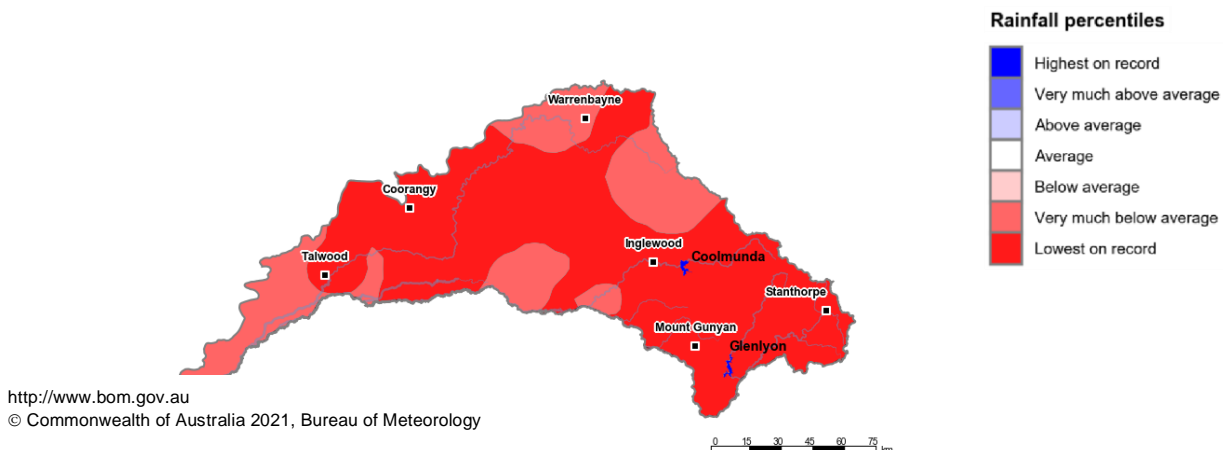 Rainfall percentiles
Highest on record
Very much above average
Above average
Average
Below average
Very much below average
Lowest on record
Warrenbayne
Coorangy
Talwood
Inglewood
Coolmunda
Stanthorpe
Mount Gunyan
Glenlyon
http://www.bom.gov.au
© Commonwealth of Australia 2021, Bureau of Meteorology
0 15 30 45 60 75
km